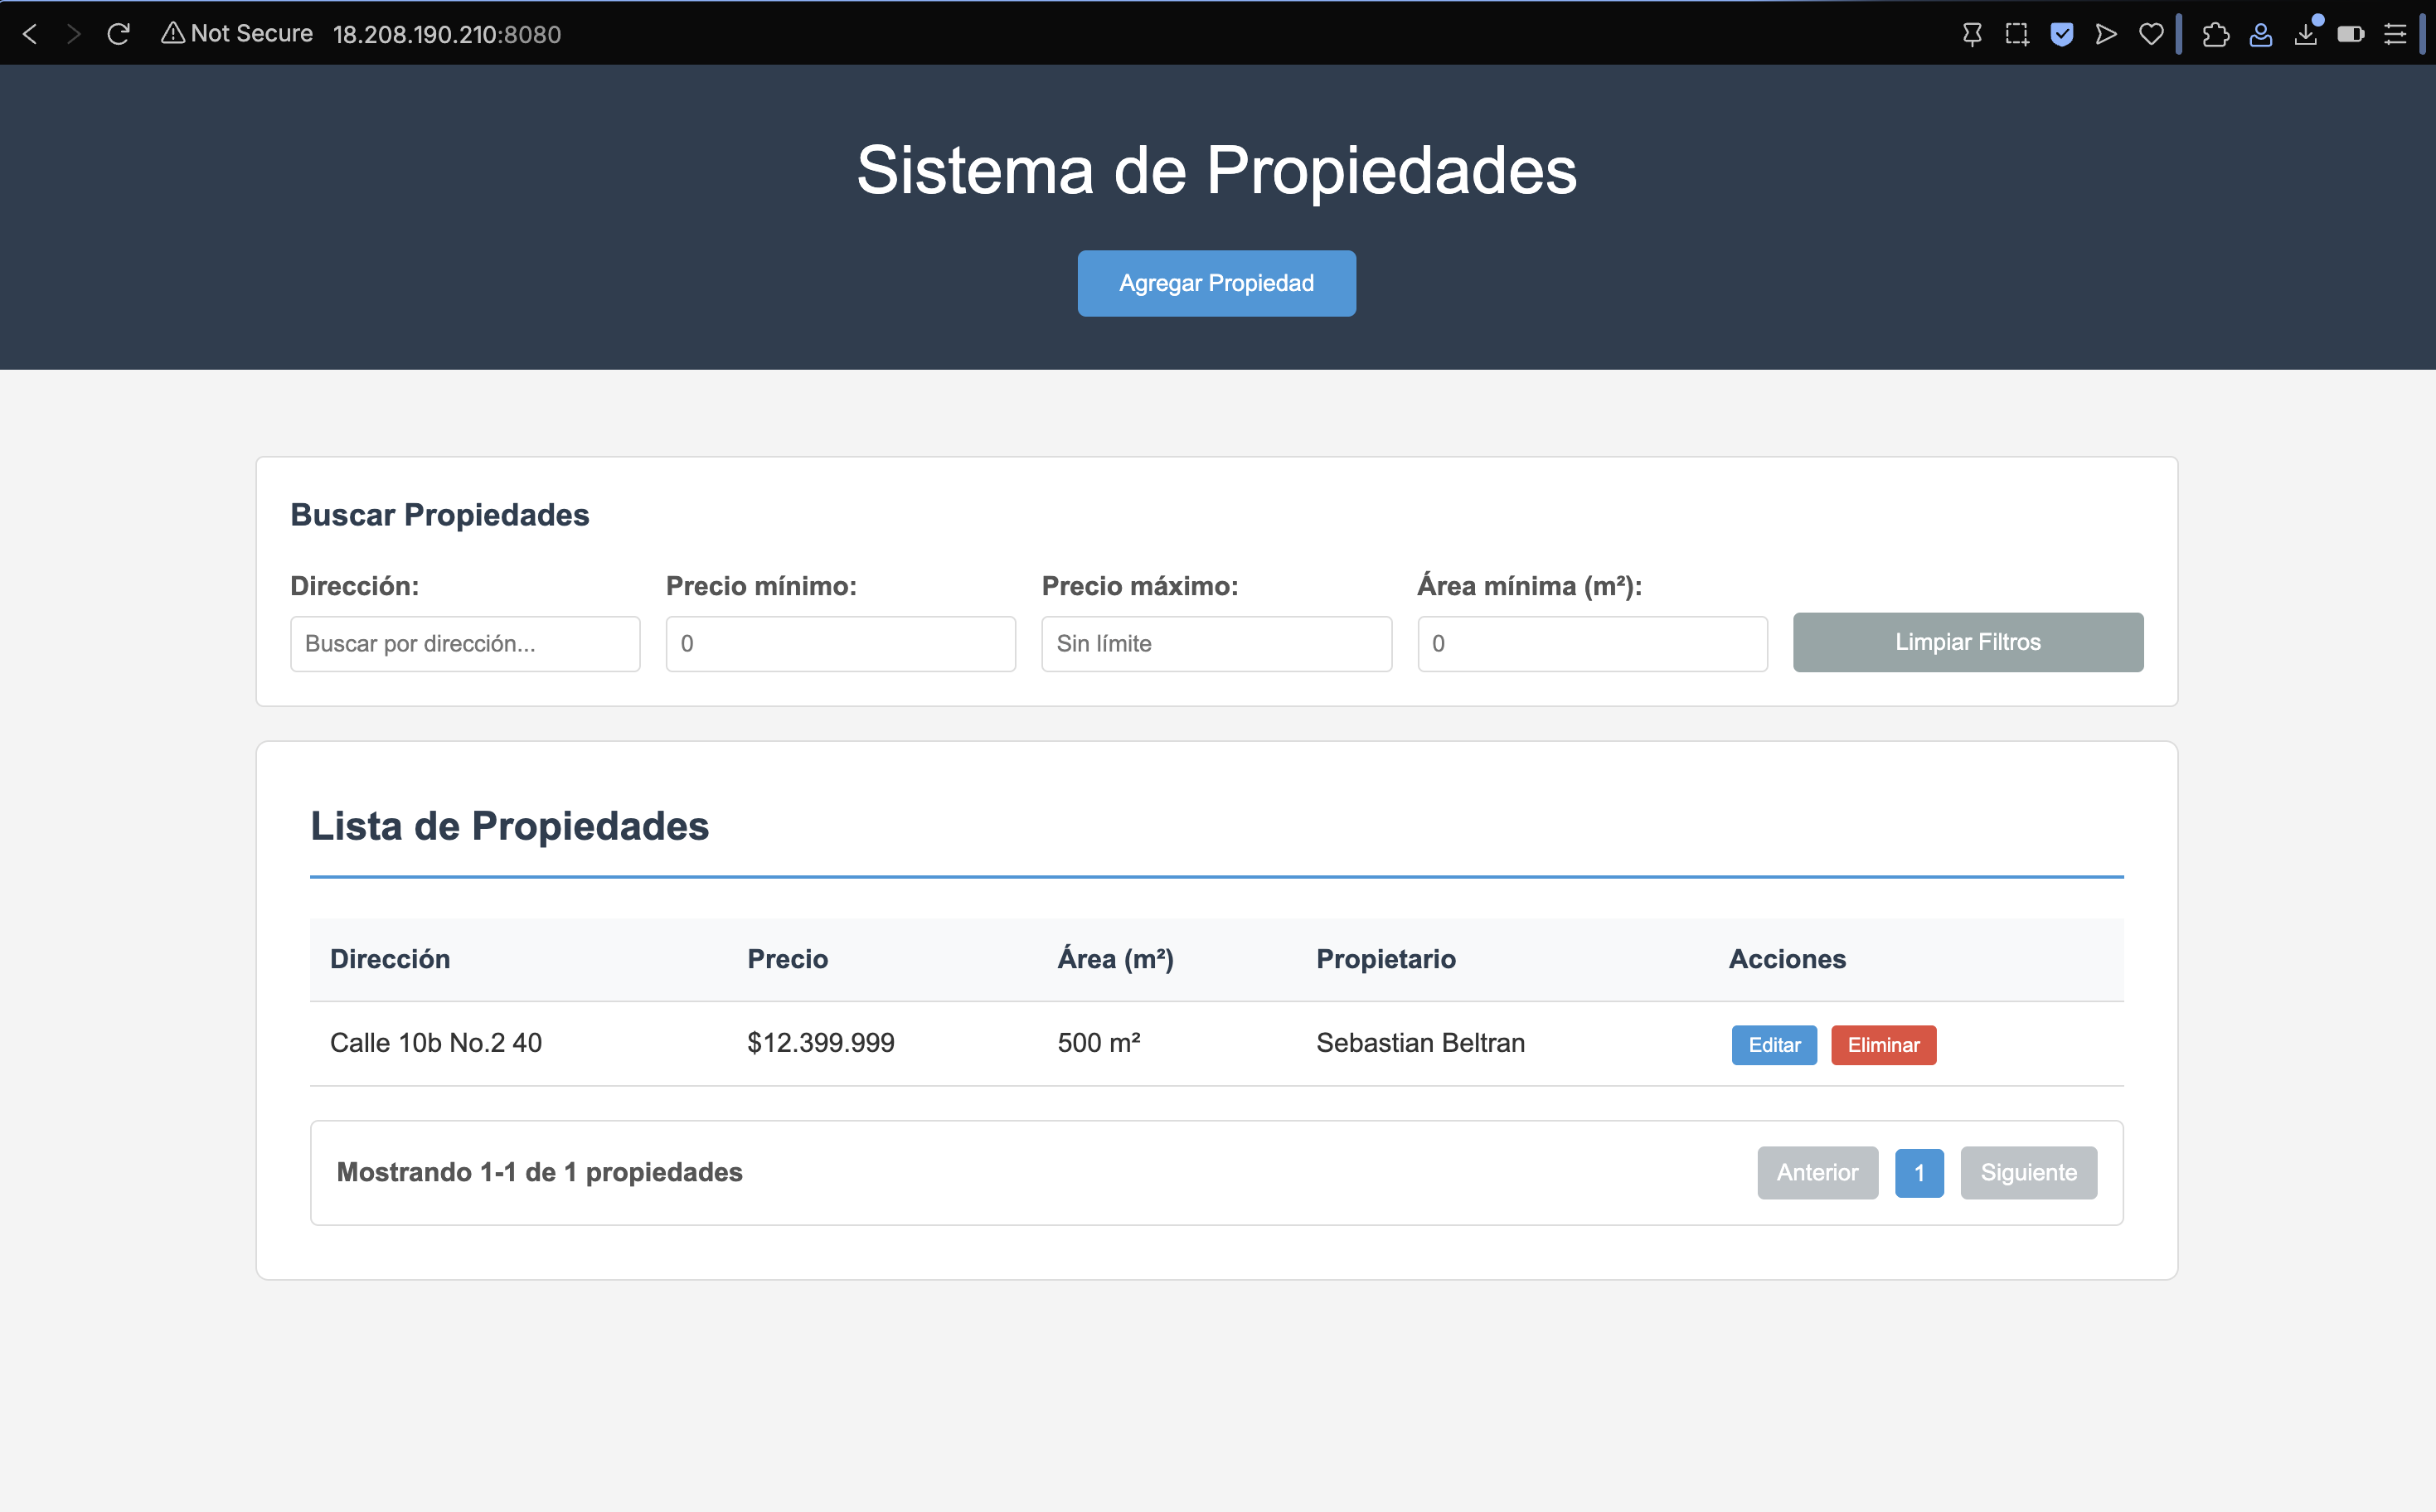 Not Secure 18.208.190.210:8080
Sistema de Propiedades
Agregar Propiedad
Buscar Propiedades
Dirección: Precio mínimo: Precio máximo: Área mínima (m²):
Buscar por dirección... 0 Sin límite 0 Limpiar Filtros
Lista de Propiedades
Dirección Precio Área (m²) Propietario Acciones
Calle 10b No.2 40 $12.399.999 500 m² Sebastian Beltran Editar Eliminar
Mostrando 1-1 de 1 propiedades Anterior 1 Siguiente